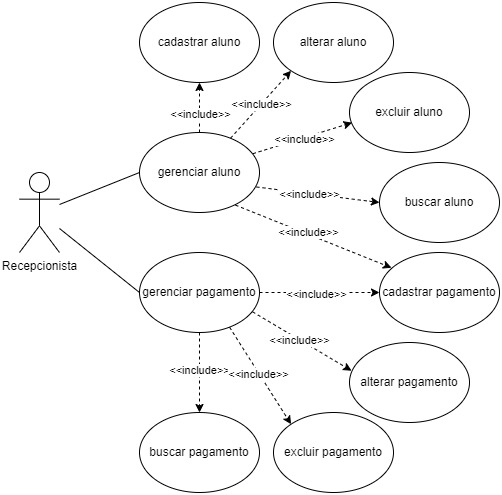 cadastrar aluno
alterar aluno
<<include>>
<<include>>
excluir aluno
<<include>>
gerenciar aluno
<<include>>
buscar aluno
<<include>>
Recepcionista
gerenciar pagamento
<<include>>
cadastrar pagamento
<<include>>
<<include>>
<<include>>
alterar pagamento
buscar pagamento
excluir pagamento